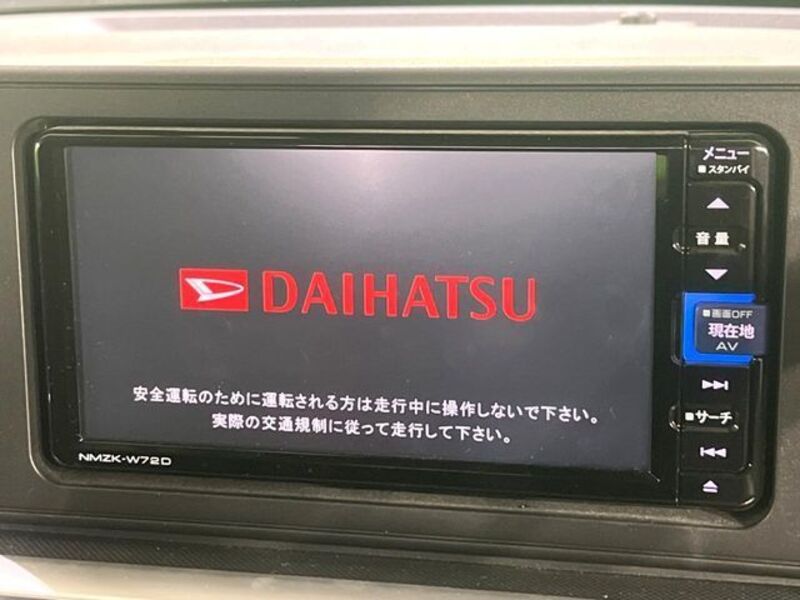 DAIHATSU
安全運転のために運転される方は走行中に操作しないで下さい。
実際の交通規制に従って走行して下さい。
NMZK-W72D
メニュー
■スタンバイ
音量
■画面OFF
現在地
AV
■サーチ